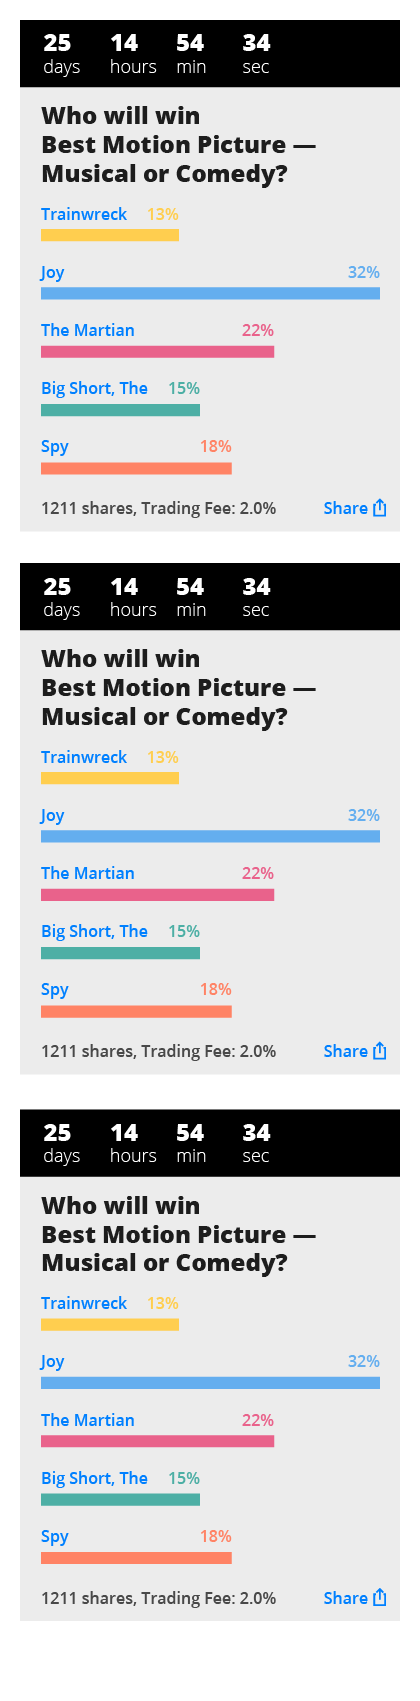 25 14 54 34
days hours min sec
Who will win
Best Motion Picture —
Musical or Comedy?
Trainwreck 13%
Joy 32%
The Martian 22%
Big Short, The 15%
Spy 18%
1211 shares, Trading Fee: 2.0% Share
25 14 54 34
days hours min sec
Who will win
Best Motion Picture —
Musical or Comedy?
Trainwreck 13%
Joy 32%
The Martian 22%
Big Short, The 15%
Spy 18%
1211 shares, Trading Fee: 2.0% Share
25 14 54 34
days hours min sec
Who will win
Best Motion Picture —
Musical or Comedy?
Trainwreck 13%
Joy 32%
The Martian 22%
Big Short, The 15%
Spy 18%
1211 shares, Trading Fee: 2.0% Share